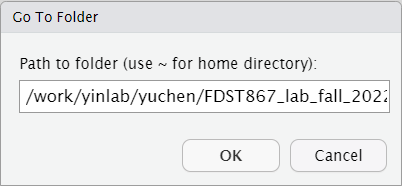 Go To Folder
Path to folder (use ~ for home directory):
/work/yinlab/yuchen/FDST867_lab_fall_2022
OK
Cancel